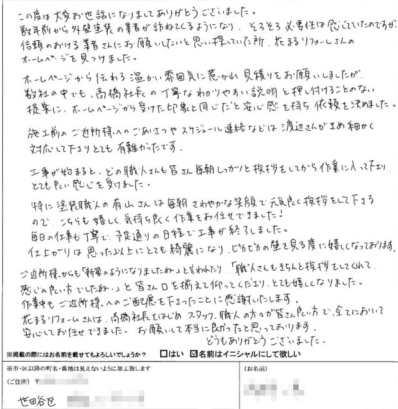 この度は大変お世話になりましてありがとうございました。
数年前から外壁塗装の業者が訪ねてくるようになり、そろそろ必要性は感じていたのですが、
信頼のおける業者さんにお願いしたいと思い探していた所、花まるリフォームさんの
ホームページを見つけました。
ホームページから伝わる温かい雰囲気に惹かれ見積りをお願いしましたが、
数社の中でも、高橋社長の丁寧なわかりやすい説明と押し付けることのない
提案に、ホームページから受けた印象と同じだと安心感を持ち依頼を決めました。
施工前のご近所様へのごあいさつやスケジュール連絡などは渡辺さんがまめ細かく
対応して下さりとても有難かったです。
工事が始まると、どの職人さんも皆さん毎朝しっかりと挨拶をしてから作業に入って下さり、
とてもいい感じを受けました。
特に塗装職人の有山さんは毎朝さわやかな笑顔で元気良く挨拶をして下さる
ので、こちらも嬉しく気持ち良く作業をお任せできました!
毎日の仕事も丁寧で、予定通りの日程で工事が終了しました。
仕上がりは思った以上にとても綺麗になり、ピカピカの壁を見る度に嬉しくなっております。
ご近所様からも「新築のようになりましたね」と言われたり、「職人さんもきちんと挨拶をしてくれて、
感じの良い方でしたね」と皆さん口を揃えて仰ってくださり、とても嬉しくなりました。
作業中もご近所様へのご配慮を下さったことに感謝いたします。
花まるリフォームさんは、高橋社長をはじめスタッフ、職人の方々が皆さん良い方で、全てにおいて
安心してお任せできました。お願いして本当に良かったと思っております。
どうもありがとうございました。
※掲載の際にはお名前を載せてもよろしいでしょうか? □はい ☑名前はイニシャルにして欲しい
※市・区以降の町名・番地は見えないように加工致します
(ご住所) 〒
(お名前)
世田谷区